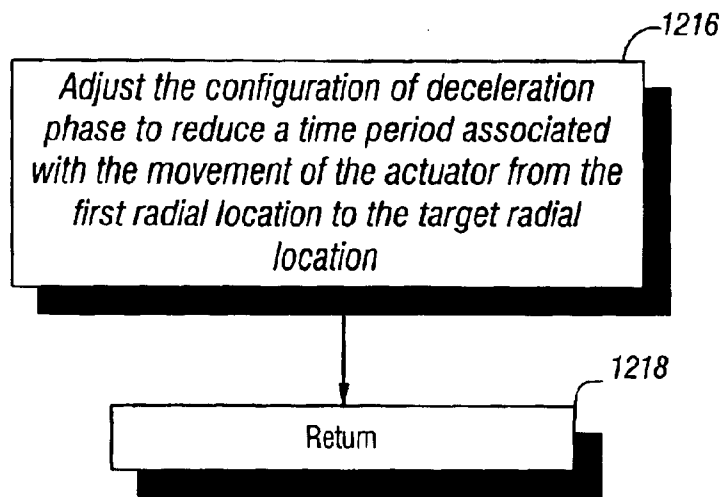 1216
Adjust the configuration of deceleration
phase to reduce a time period associated
with the movement of the actuator from the
first radial location to the target radial
location
1218
Return